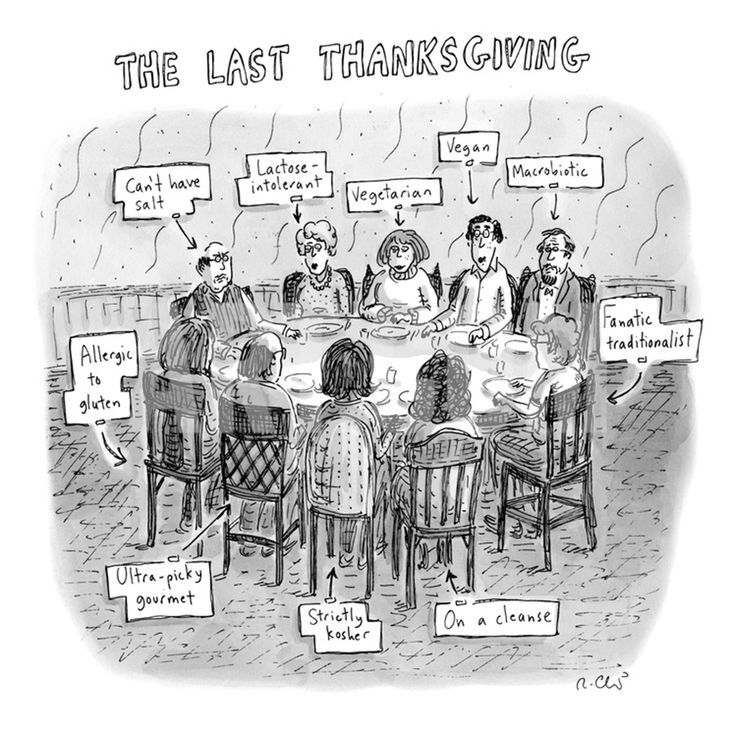 THE LAST THANKSGIVING
Can't have
salt
Lactose-
intolerant
Vegetarian
Vegan
Macrobiotic
Allergic
to
gluten
Fanatic
traditionalist
Ultra-picky
gourmet
Strictly
kosher
On a cleanse
R. Chast